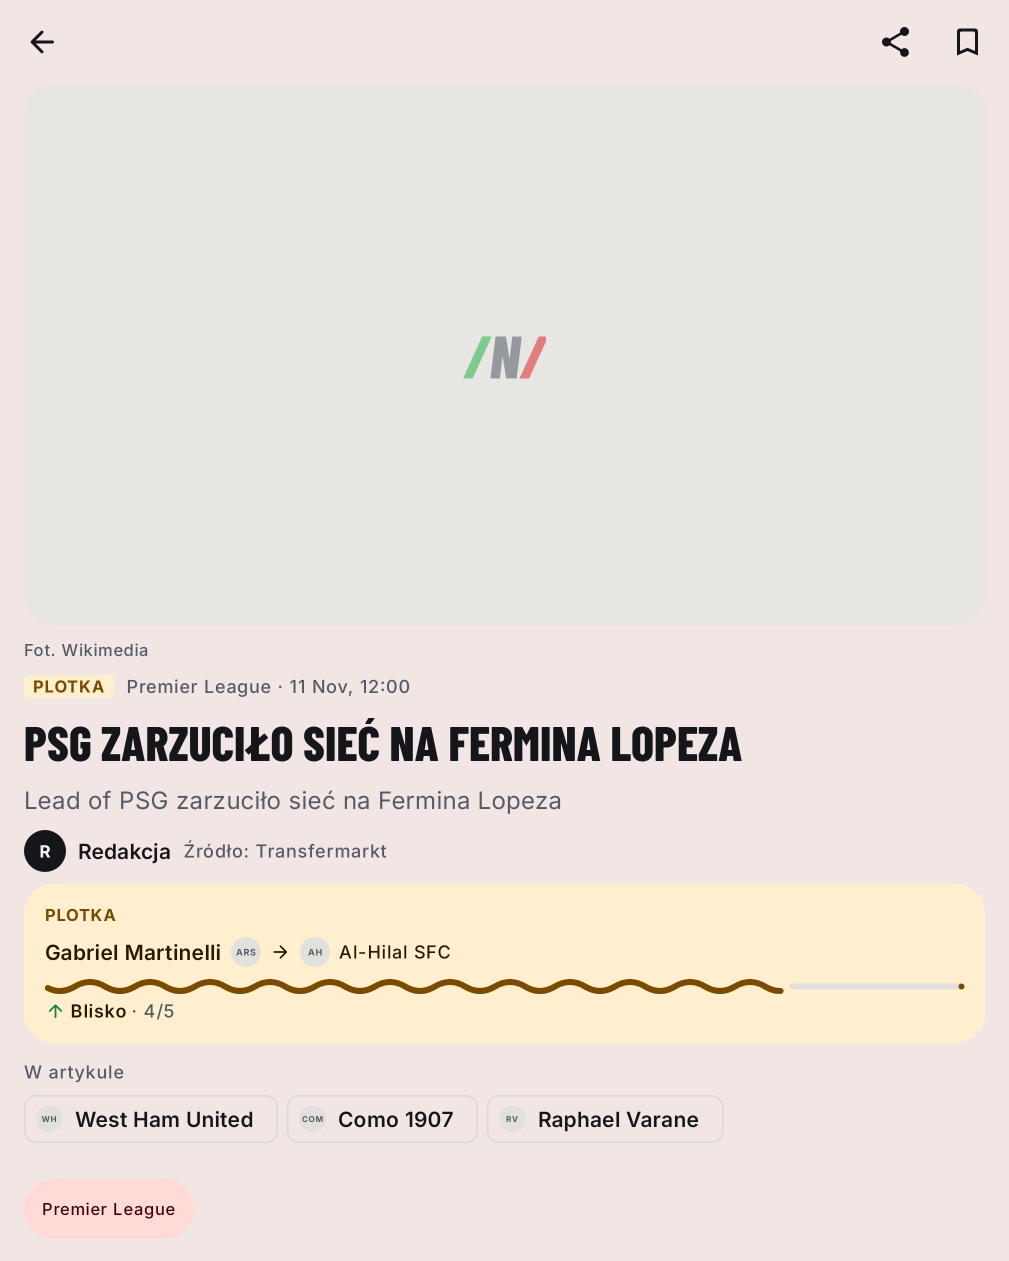 /N/
Fot. Wikimedia
PLOTKA Premier League · 11 Nov, 12:00
PSG ZARZUCIŁO SIEĆ NA FERMINA LOPEZA
Lead of PSG zarzuciło sieć na Fermina Lopeza
R Redakcja Źródło: Transfermarkt
PLOTKA
Gabriel Martinelli ARS → AH Al-Hilal SFC
↑ Blisko · 4/5
W artykule
WH West Ham United COM Como 1907 RV Raphael Varane
Premier League